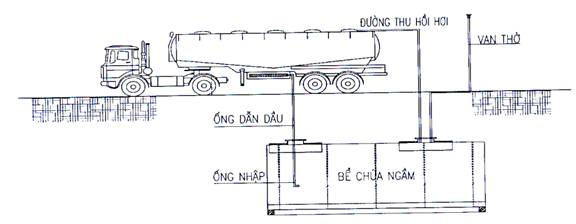 ĐƯỜNG THU HỒI HƠI
VAN THỞ
ỐNG DẪN DẦU
ỐNG NHẬP
BỂ CHỨA NGẦM